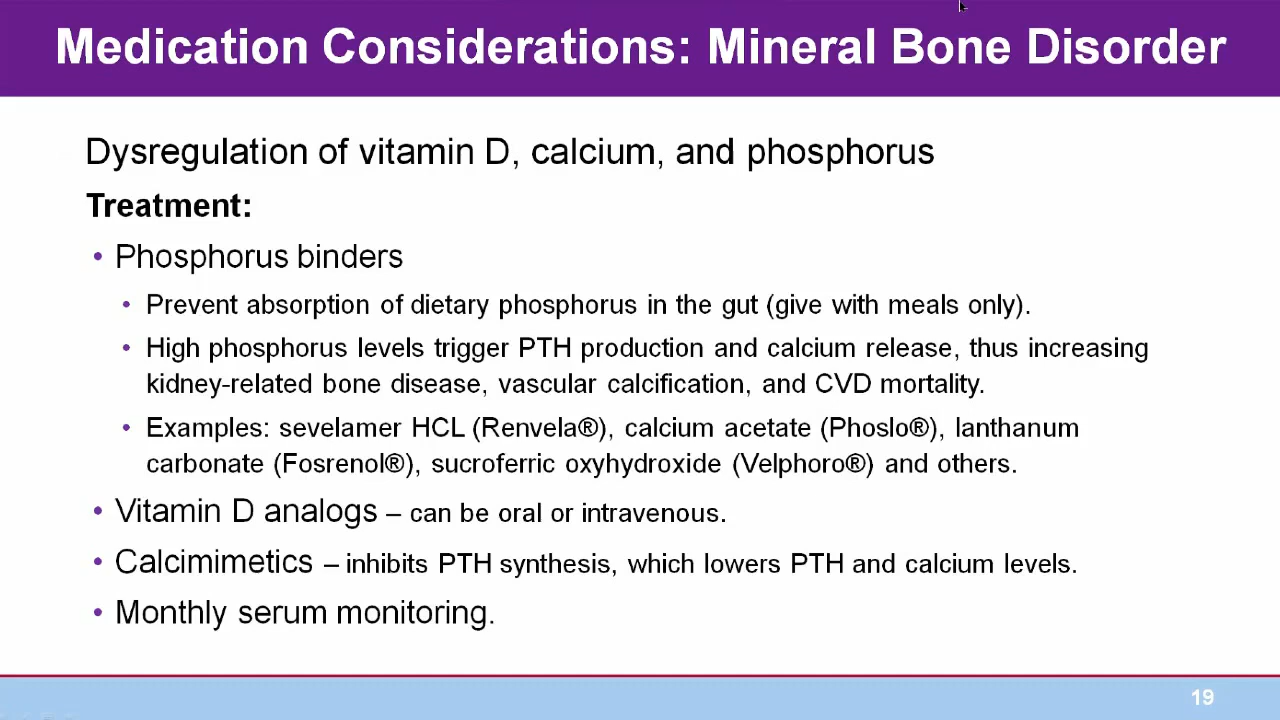 Medication Considerations: Mineral Bone Disorder
Dysregulation of vitamin D, calcium, and phosphorus
Treatment:
• Phosphorus binders
• Prevent absorption of dietary phosphorus in the gut (give with meals only).
• High phosphorus levels trigger PTH production and calcium release, thus increasing
kidney-related bone disease, vascular calcification, and CVD mortality.
• Examples: sevelamer HCL (Renvela®), calcium acetate (Phoslo®), lanthanum
carbonate (Fosrenol®), sucroferric oxyhydroxide (Velphoro®) and others.
• Vitamin D analogs – can be oral or intravenous.
• Calcimimetics – inhibits PTH synthesis, which lowers PTH and calcium levels.
• Monthly serum monitoring.
19